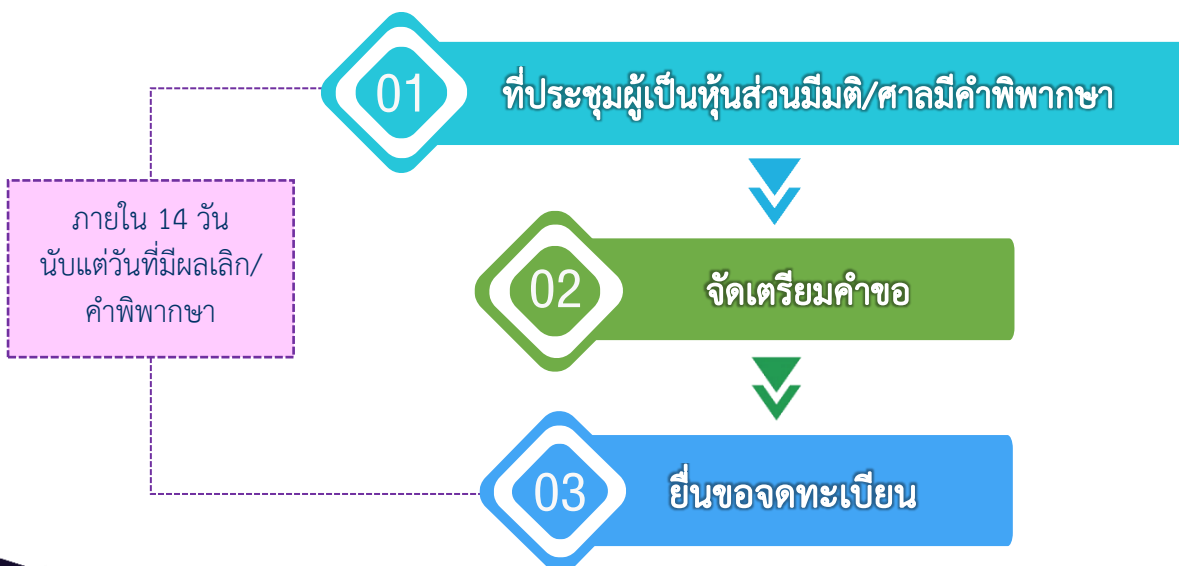 01
ที่ประชุมผู้เป็นหุ้นส่วนมีมติ/ศาลมีคำพิพากษา
ภายใน 14 วัน
นับแต่วันที่มีผลเลิก/
คำพิพากษา
02
จัดเตรียมคำขอ
03
ยื่นขอจดทะเบียน